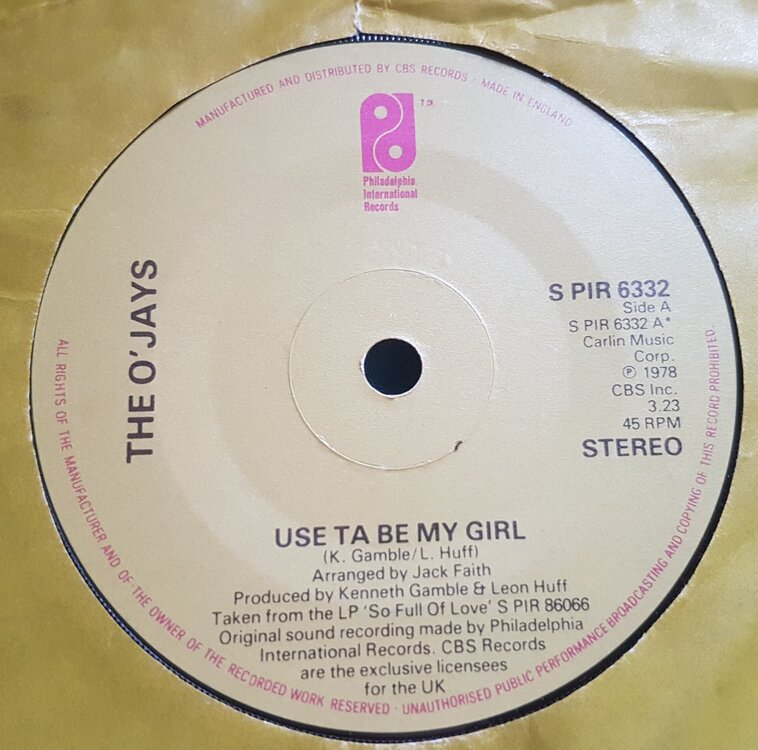 MANUFACTURED AND DISTRIBUTED BY CBS RECORDS · MADE IN ENGLAND
T.M.
Philadelphia
International
Records
THE O'JAYS
S PIR 6332
Side A
S PIR 6332 A*
Carlin Music
Corp.
℗ 1978
CBS Inc.
3.23
45 RPM
STEREO
USE TA BE MY GIRL
(K. Gamble/L. Huff)
Arranged by Jack Faith
Produced by Kenneth Gamble & Leon Huff
Taken from the LP 'So Full Of Love' S PIR 86066
Original sound recording made by Philadelphia
International Records. CBS Records
are the exclusive licensees
for the UK
ALL RIGHTS OF THE MANUFACTURER AND OF THE OWNER OF THE RECORDED WORK RESERVED · UNAUTHORISED PUBLIC PERFORMANCE BROADCASTING AND COPYING OF THIS RECORD PROHIBITED.